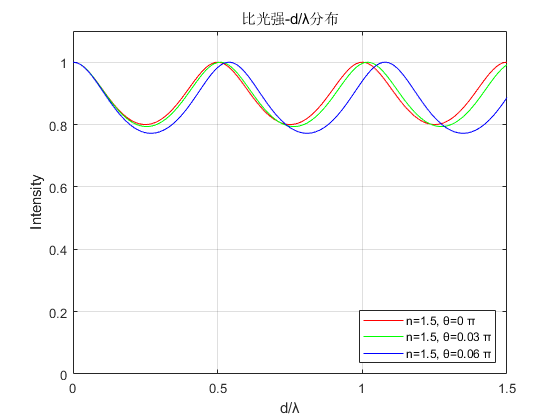 比光强-d/λ分布
1
0.8
0.6
0.4
0.2
0
Intensity
n=1.5, θ=0 π
n=1.5, θ=0.03 π
n=1.5, θ=0.06 π
0 0.5 1 1.5
d/λ